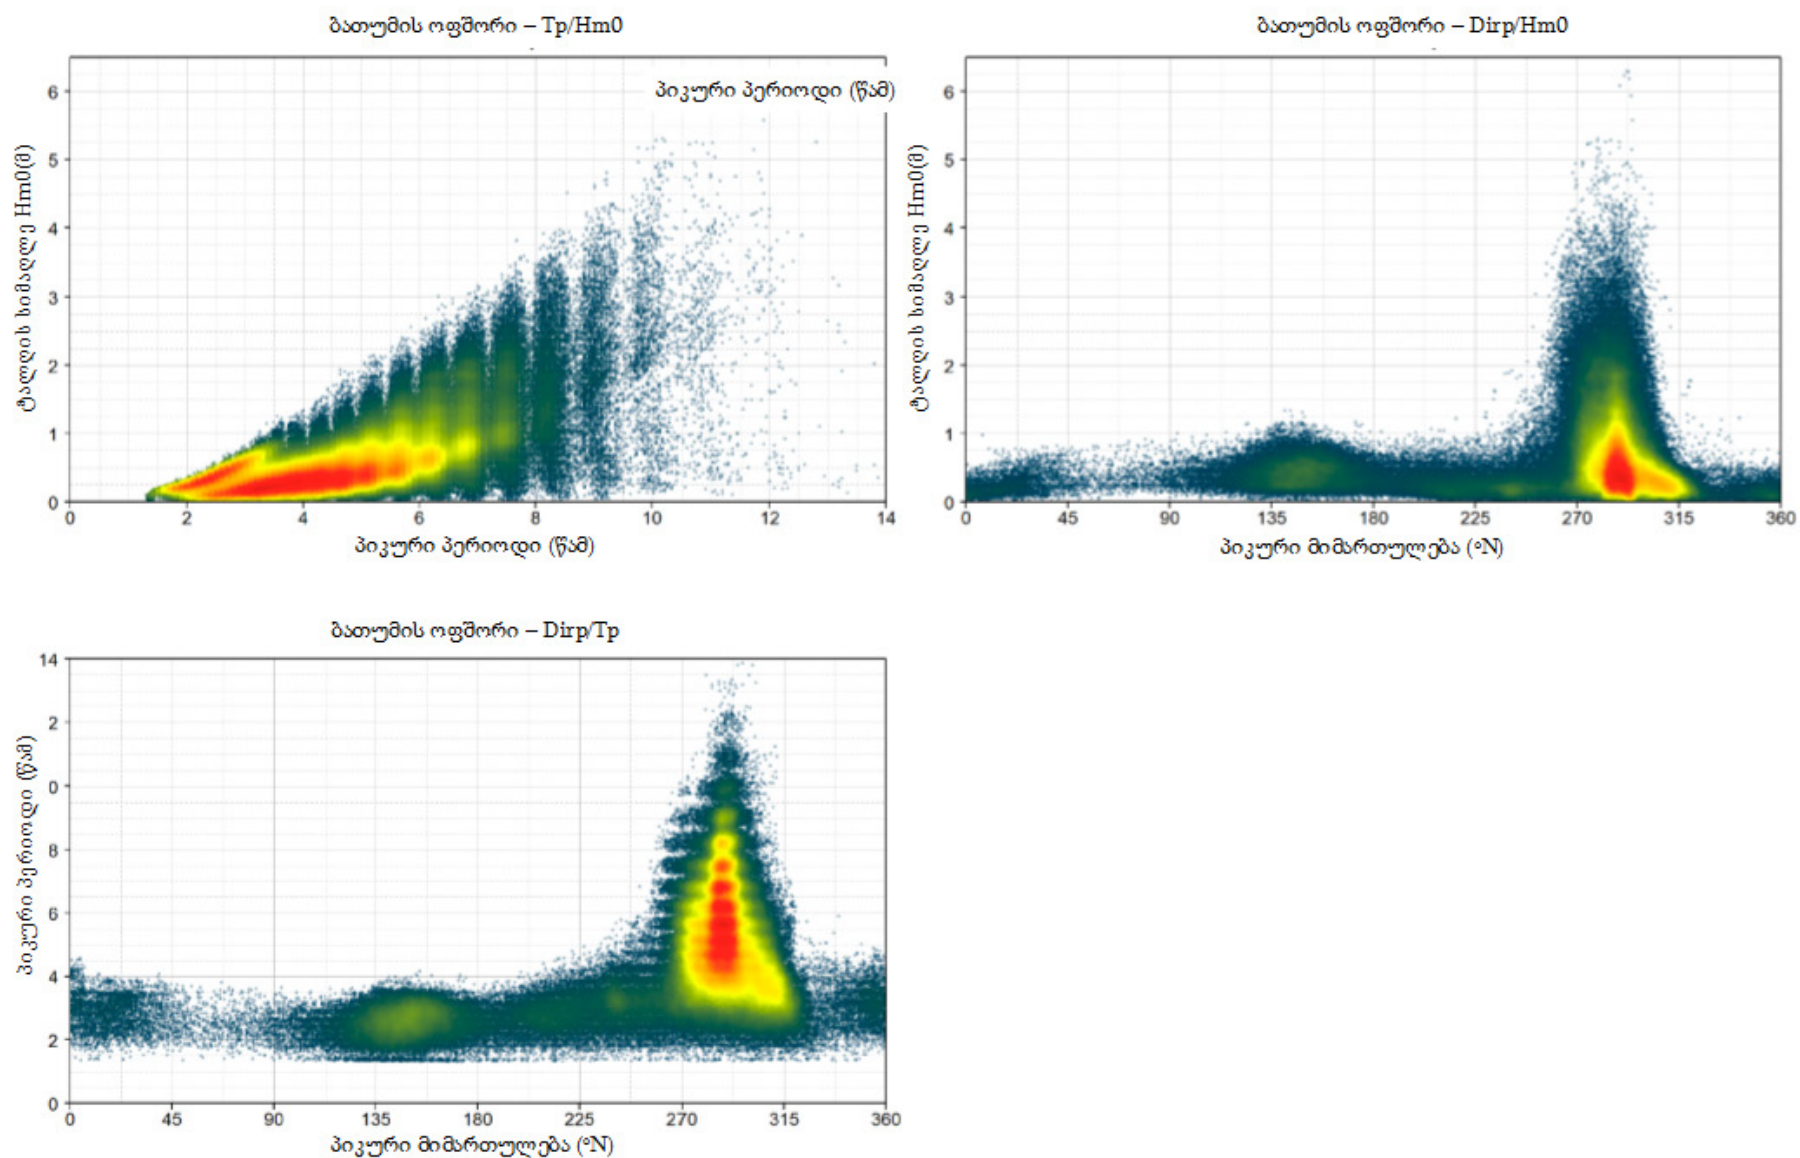 ბათუმის ოფშორი – Tp/Hm0
ტალღის სიმაღლე Hm0(მ)
6
5
4
3
2
1
0
პიკური პერიოდი (წამ)
0 2 4 6 8 10 12 14
პიკური პერიოდი (წამ)
ბათუმის ოფშორი – Dirp/Hm0
ტალღის სიმაღლე Hm0(მ)
6
5
4
3
2
1
0
0 45 90 135 180 225 270 315 360
პიკური მიმართულება (°N)
ბათუმის ოფშორი – Dirp/Tp
პიკური პერიოდი (წამ)
14
2
0
8
6
4
2
0
0 45 90 135 180 225 270 315 360
პიკური მიმართულება (°N)